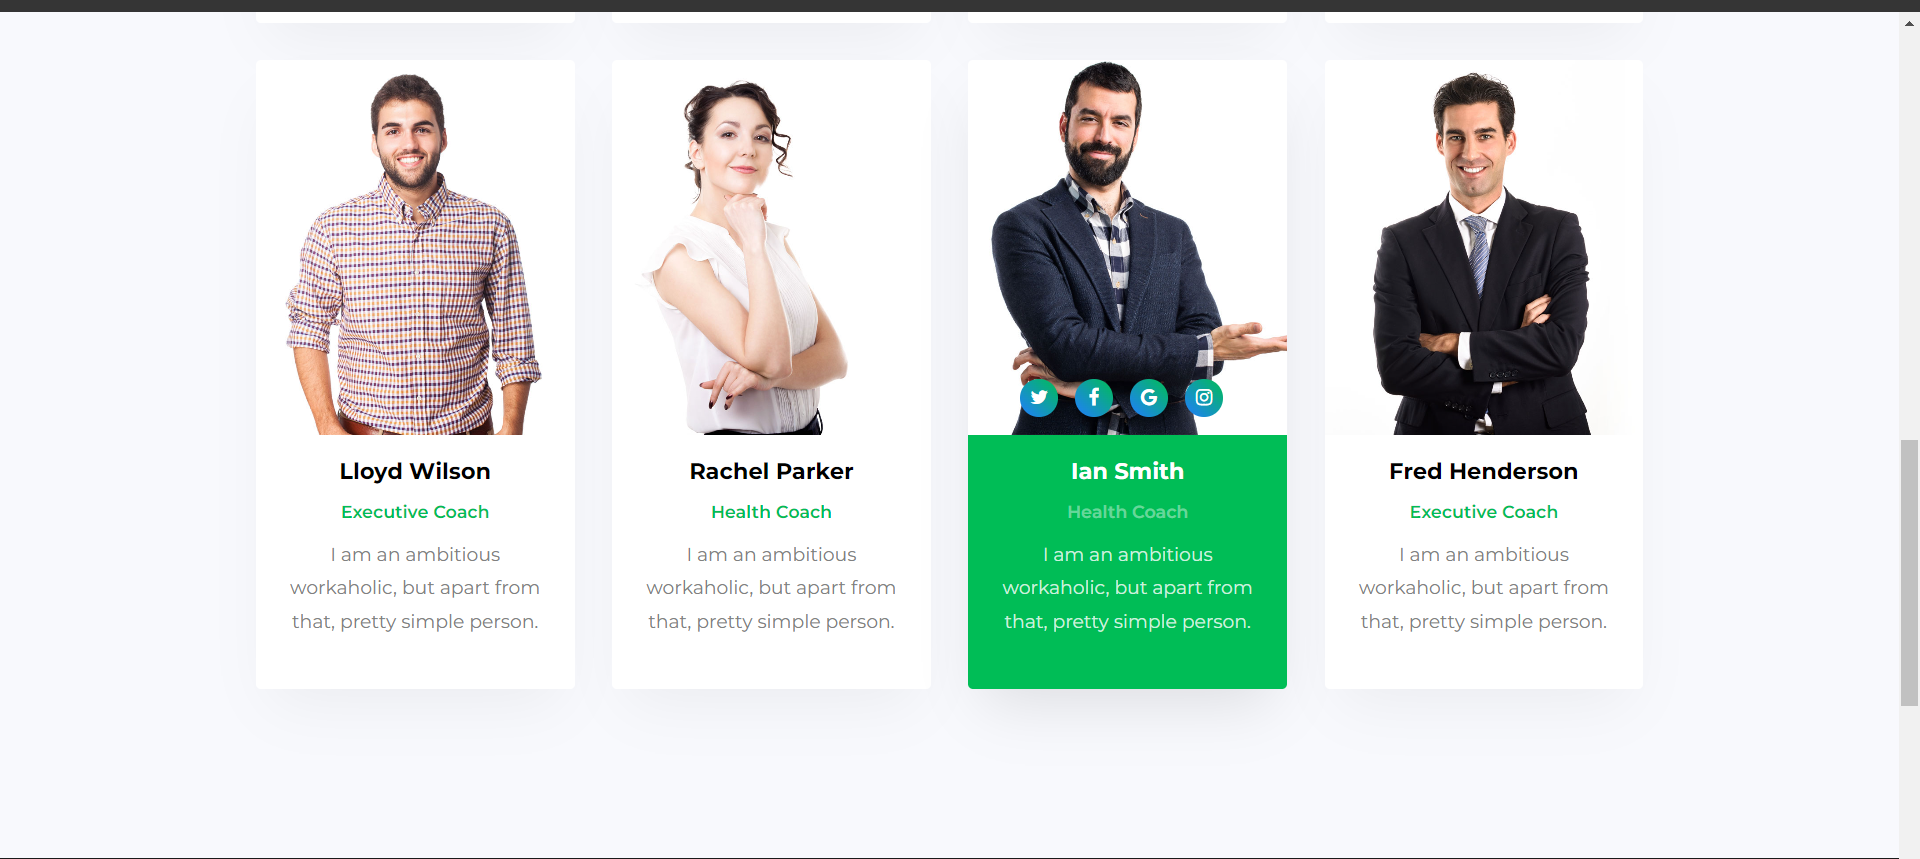 Lloyd Wilson
Executive Coach
I am an ambitious
workaholic, but apart from
that, pretty simple person.
Rachel Parker
Health Coach
I am an ambitious
workaholic, but apart from
that, pretty simple person.
Ian Smith
Health Coach
I am an ambitious
workaholic, but apart from
that, pretty simple person.
Fred Henderson
Executive Coach
I am an ambitious
workaholic, but apart from
that, pretty simple person.